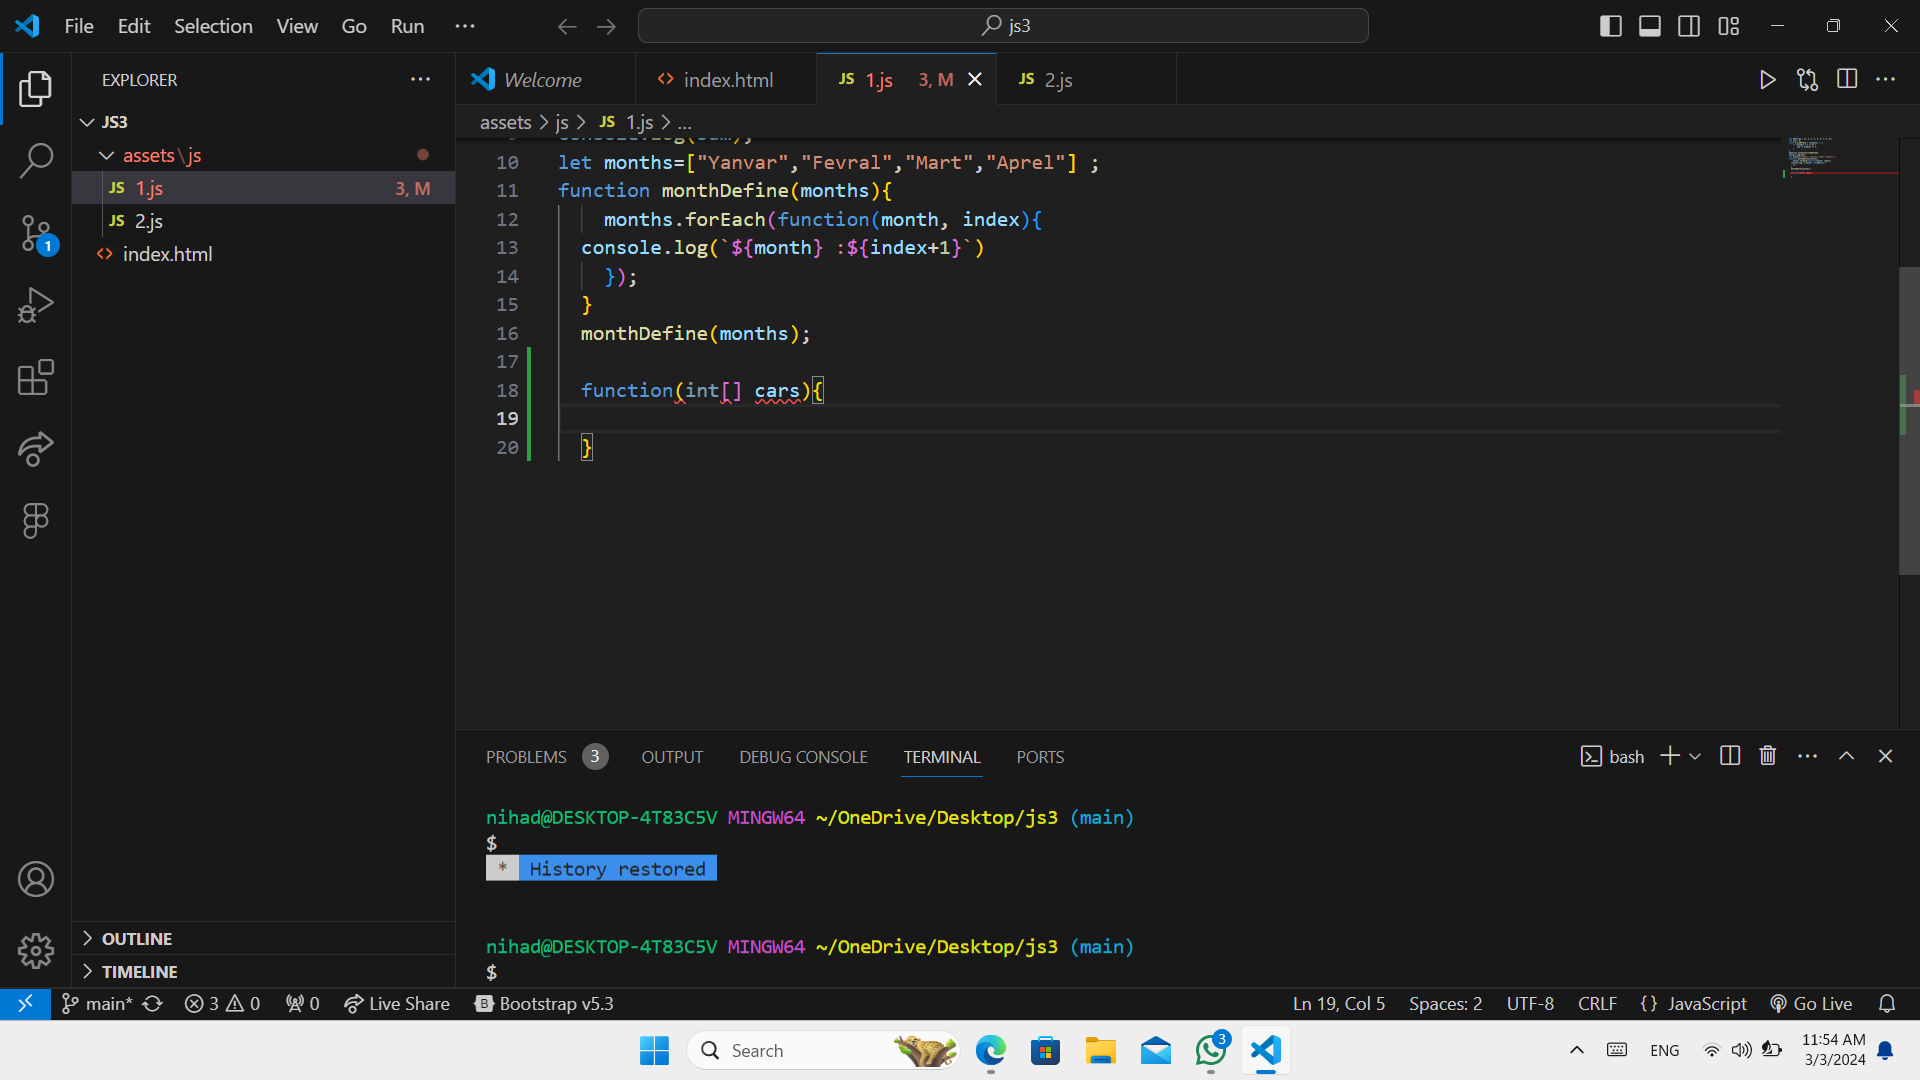 File Edit Selection View Go Run ···
js3
EXPLORER ···
JS3
assets\js
JS 1.js 3, M
JS 2.js
<> index.html
1
OUTLINE
TIMELINE
Welcome
<> index.html
JS 1.js 3, M
JS 2.js
assets > js > JS 1.js > ...
10 let months=["Yanvar","Fevral","Mart","Aprel"] ;
11 function monthDefine(months){
12 months.forEach(function(month, index){
13 console.log(`${month} :${index+1}`)
14 });
15 }
16 monthDefine(months);
17
18 function(int[] cars){
19
20 }
PROBLEMS 3 OUTPUT DEBUG CONSOLE TERMINAL PORTS
bash
nihad@DESKTOP-4T83C5V MINGW64 ~/OneDrive/Desktop/js3 (main)
$
* History restored
nihad@DESKTOP-4T83C5V MINGW64 ~/OneDrive/Desktop/js3 (main)
$
main* 3 0 0 Live Share B Bootstrap v5.3
Ln 19, Col 5 Spaces: 2 UTF-8 CRLF {} JavaScript Go Live
Search
3
ENG
11:54 AM
3/3/2024